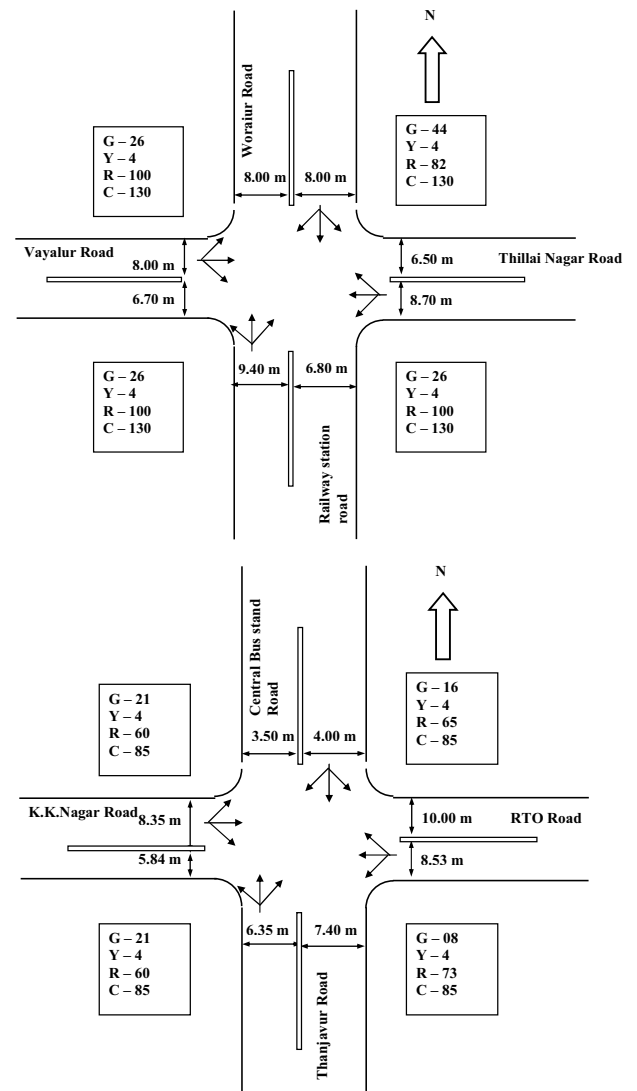 N
Woraiur Road
G – 26
Y – 4
R – 100
C – 130
G – 44
Y – 4
R – 82
C – 130
8.00 m
8.00 m
Vayalur Road
8.00 m
6.70 m
6.50 m
Thillai Nagar Road
8.70 m
9.40 m
6.80 m
G – 26
Y – 4
R – 100
C – 130
G – 26
Y – 4
R – 100
C – 130
Railway station
road
N
Central Bus stand
Road
G – 21
Y – 4
R – 60
C – 85
G – 16
Y – 4
R – 65
C – 85
3.50 m
4.00 m
K.K.Nagar Road
8.35 m
5.84 m
10.00 m
RTO Road
8.53 m
6.35 m
7.40 m
G – 21
Y – 4
R – 60
C – 85
G – 08
Y – 4
R – 73
C – 85
Thanjavur Road